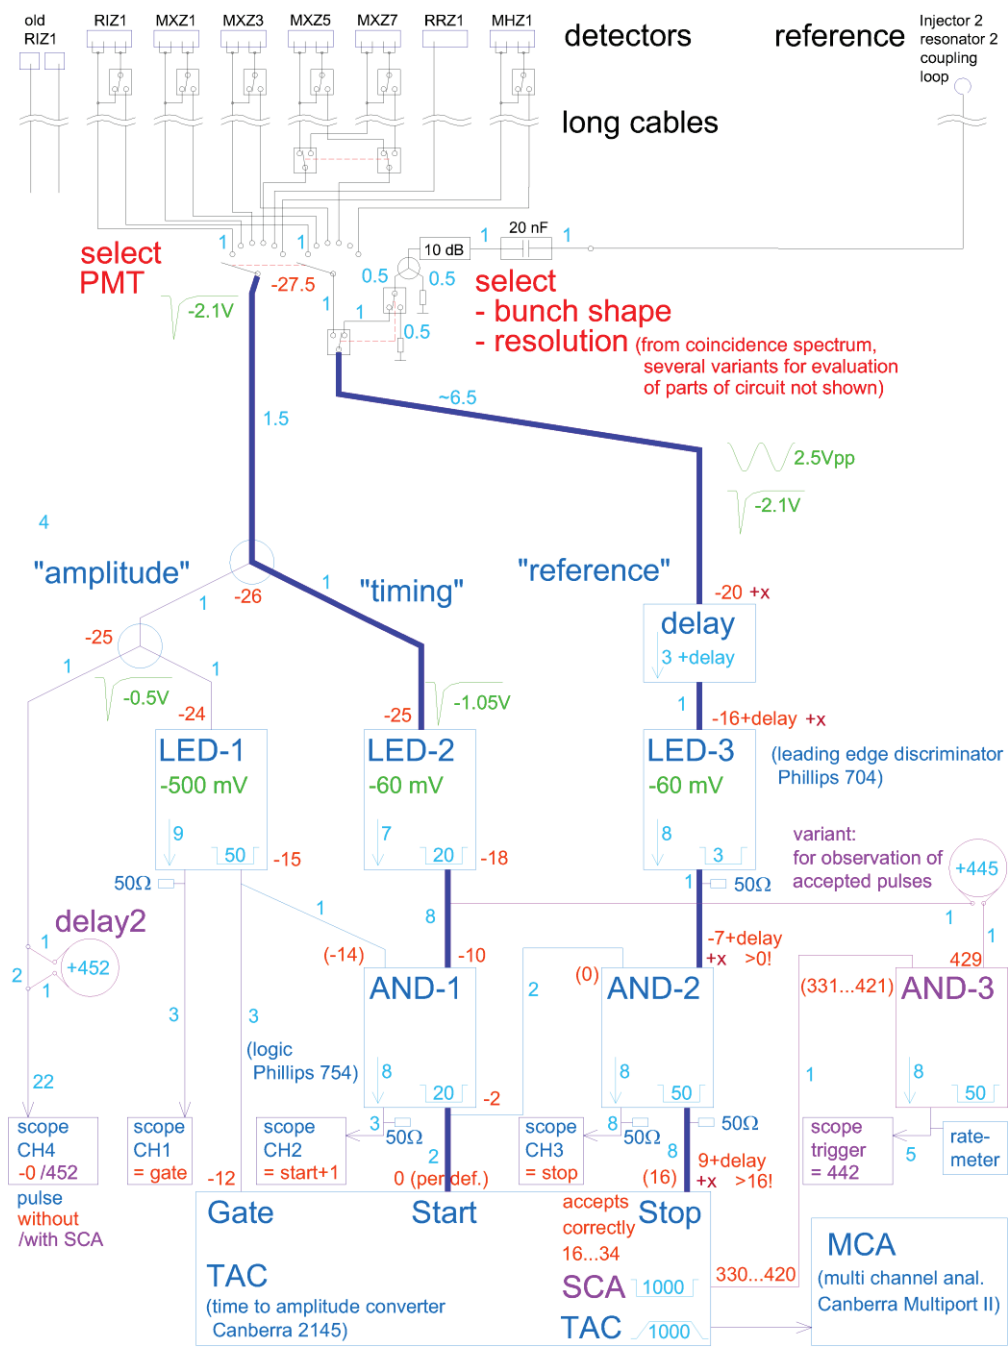 old
RIZ1
RIZ1
MXZ1
MXZ3
MXZ5
MXZ7
RRZ1
MHZ1
detectors
reference
Injector 2
resonator 2
coupling
loop
long cables
select
PMT
1
1
-27.5
1
1
0.5
0.5
0.5
10 dB
1
20 nF
1
select
- bunch shape
- resolution (from coincidence spectrum,
several variants for evaluation
of parts of circuit not shown)
-2.1V
1.5
~6.5
2.5Vpp
-2.1V
4
"amplitude"
1
-26
1
"timing"
"reference"
-20 +x
delay
3 +delay
-25
1
1
-0.5V
-24
-25
-1.05V
1
-16+delay +x
LED-1
-500 mV
9
50
-15
LED-2
-60 mV
7
20
-18
LED-3
-60 mV
8
3
(leading edge discriminator
Phillips 704)
variant:
for observation of
accepted pulses
+445
1
1
50Ω
1
50Ω
1
8
delay2
1
2
+452
1
(-14)
-10
(0)
-7+delay
+x >0!
429
(331...421)
AND-1
8
20
-2
2
AND-2
8
50
AND-3
8
50
3
3
(logic
Phillips 754)
1
22
3
50Ω
8
50Ω
50Ω
5
scope
CH4
-0 /452
scope
CH1
= gate
scope
CH2
= start+1
scope
CH3
= stop
scope
trigger
= 442
rate-
meter
2
8
pulse
without
/with SCA
-12
0 (per def.)
(16)
9+delay
+x >16!
Gate
Start
Stop
accepts
correctly
16...34
TAC
(time to amplitude converter
Canberra 2145)
SCA
1000
330...420
TAC
1000
MCA
(multi channel anal.
Canberra Multiport II)